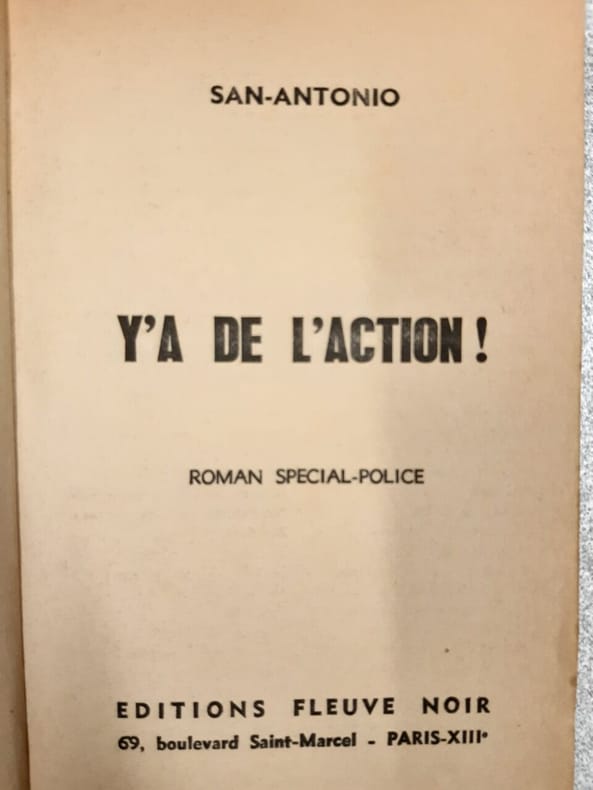 SAN-ANTONIO
Y'A DE L'ACTION !
ROMAN SPECIAL-POLICE
EDITIONS FLEUVE NOIR
69, boulevard Saint-Marcel - PARIS-XIIIᵉ